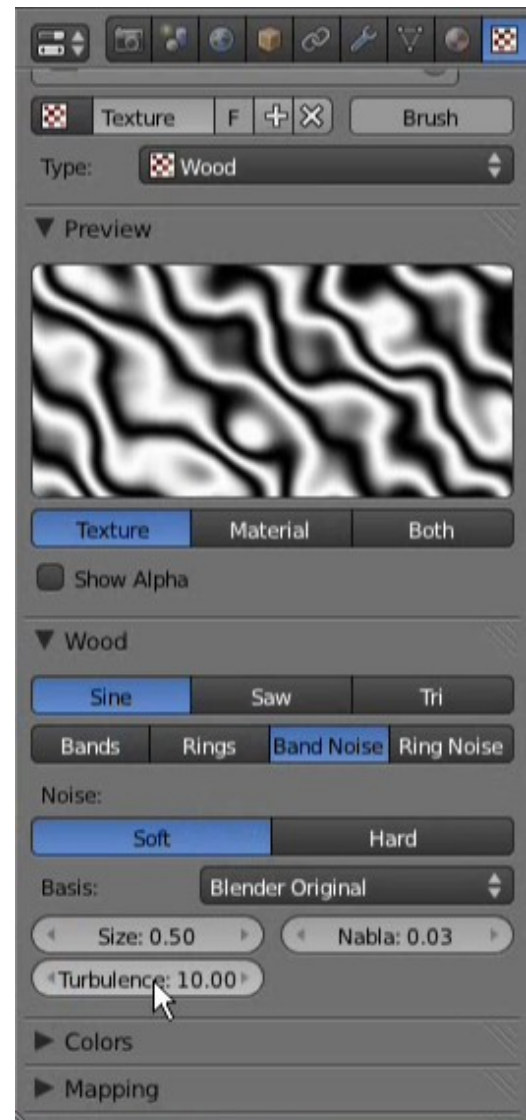 Texture F Brush
Type: Wood
Preview
Texture Material Both
Show Alpha
Wood
Sine Saw Tri
Bands Rings Band Noise Ring Noise
Noise:
Soft Hard
Basis: Blender Original
Size: 0.50 Nabla: 0.03
Turbulence: 10.00
Colors
Mapping